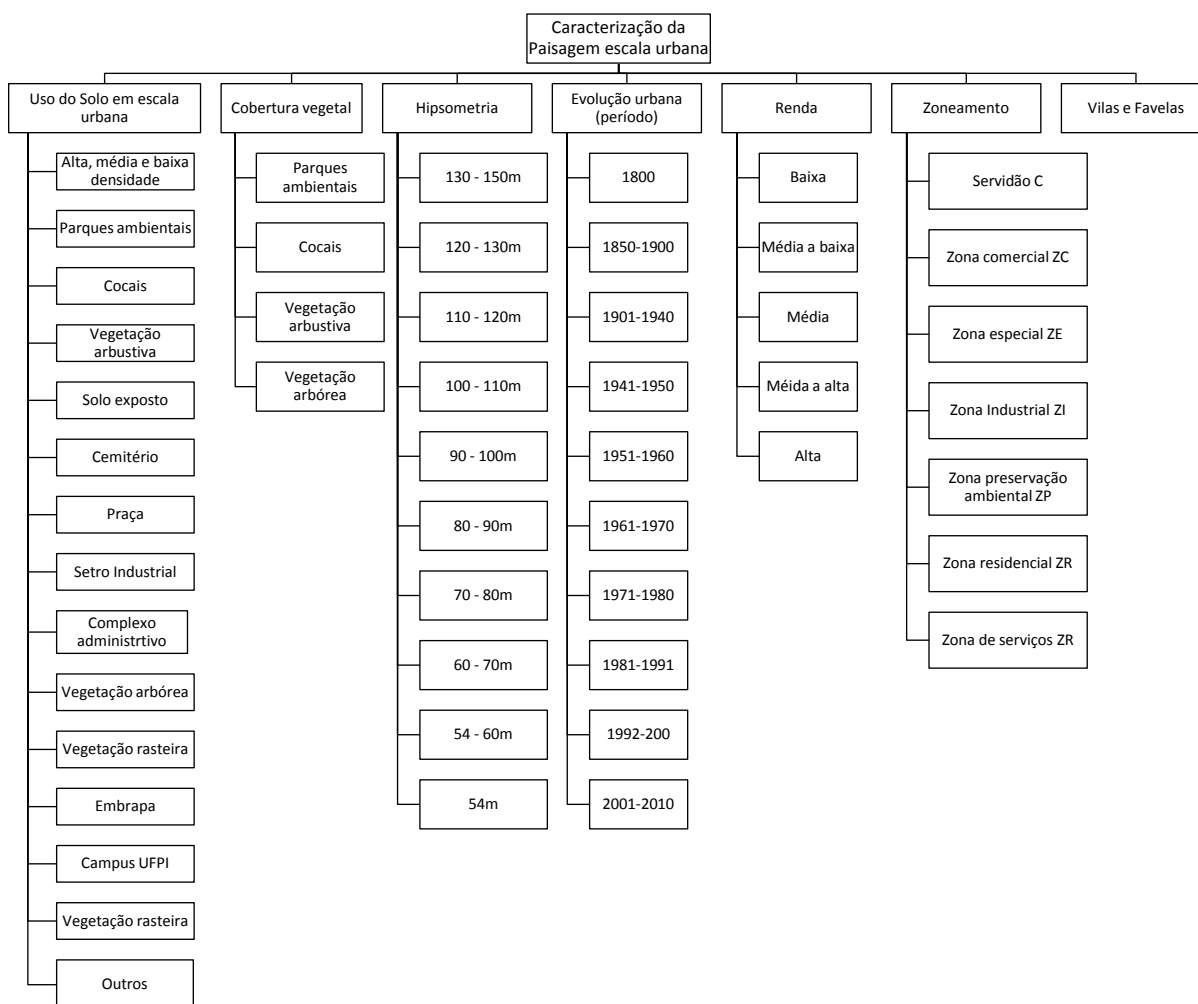 Caracterização da
Paisagem escala urbana
Uso do Solo em escala
urbana
Alta, média e baixa
densidade
Parques ambientais
Cocais
Vegetação
arbustiva
Solo exposto
Cemitério
Praça
Setro Industrial
Complexo
administrtivo
Vegetação arbórea
Vegetação rasteira
Embrapa
Campus UFPI
Vegetação rasteira
Outros
Cobertura vegetal
Parques
ambientais
Cocais
Vegetação
arbustiva
Vegetação
arbórea
Hipsometria
130 - 150m
120 - 130m
110 - 120m
100 - 110m
90 - 100m
80 - 90m
70 - 80m
60 - 70m
54 - 60m
54m
Evolução urbana
(período)
1800
1850-1900
1901-1940
1941-1950
1951-1960
1961-1970
1971-1980
1981-1991
1992-200
2001-2010
Renda
Baixa
Média a baixa
Média
Méida a alta
Alta
Zoneamento
Servidão C
Zona comercial ZC
Zona especial ZE
Zona Industrial ZI
Zona preservação
ambiental ZP
Zona residencial ZR
Zona de serviços ZR
Vilas e Favelas